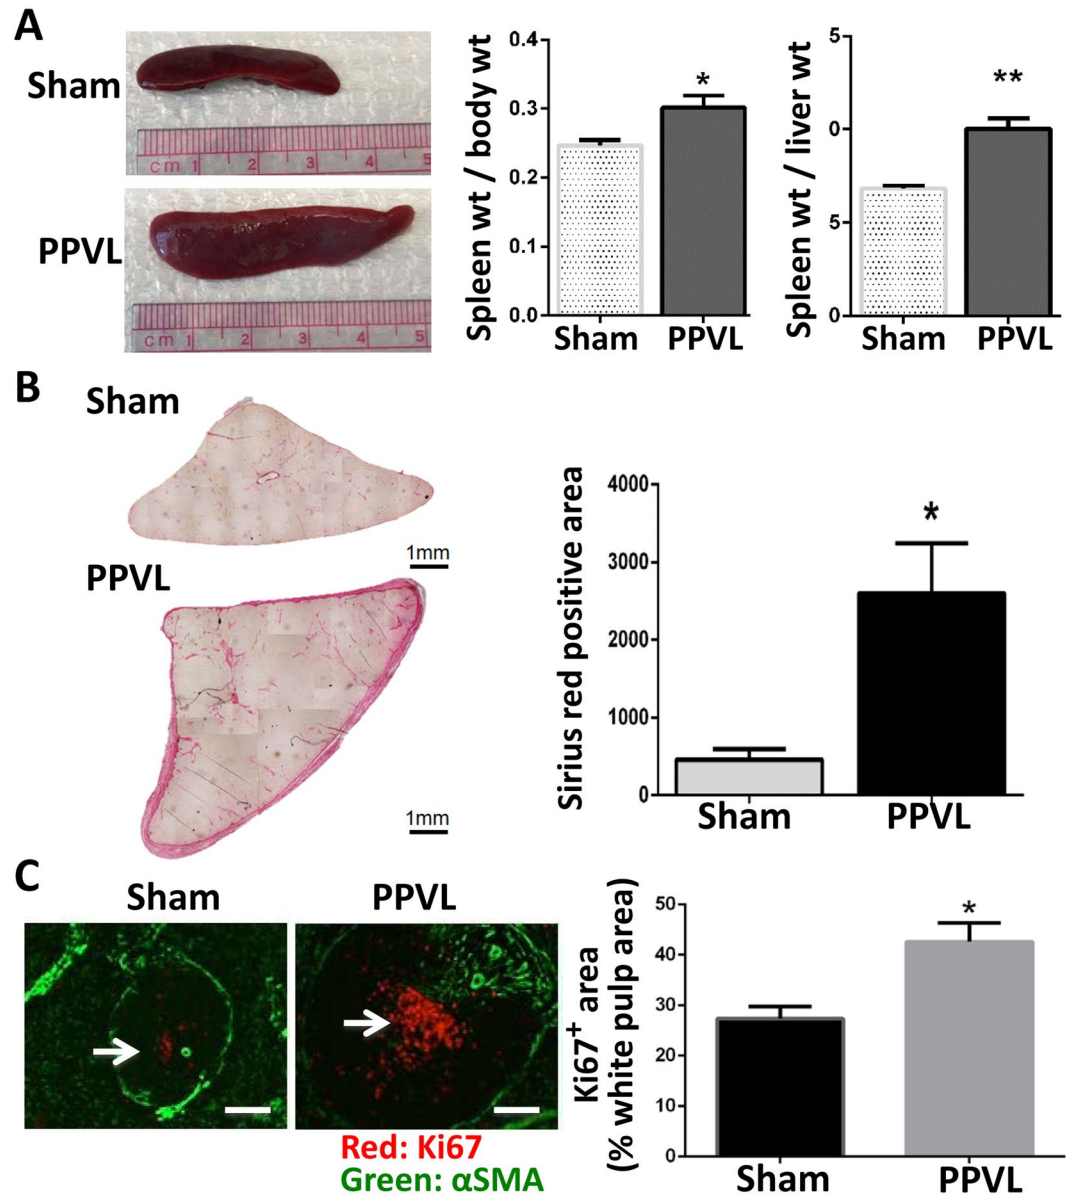 A
Sham
cm 1 2 3 4 5
PPVL
cm 1 2 3 4 5
Spleen wt / body wt
0.4
0.3
0.2
0.1
0.0
Sham PPVL
*
Spleen wt / liver wt
5
0
5
0
Sham PPVL
**
B
Sham
1mm
PPVL
1mm
Sirius red positive area
4000
3000
2000
1000
0
Sham PPVL
*
C
Sham PPVL
Red: Ki67
Green: αSMA
Ki67+ area
(% white pulp area)
50
40
30
20
10
0
Sham PPVL
*